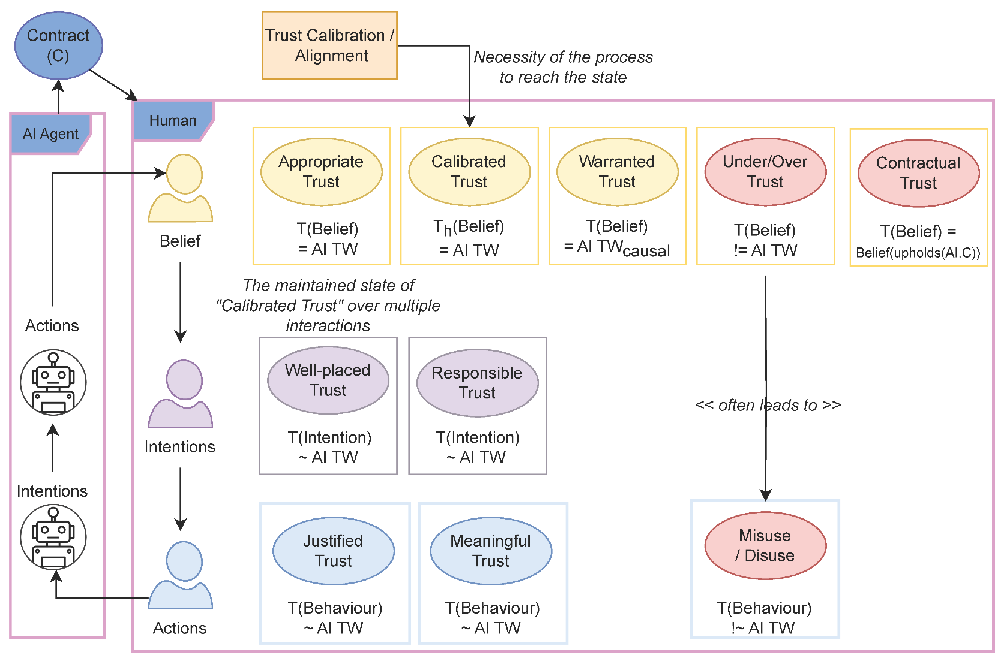 Contract
(C)
Trust Calibration /
Alignment
Necessity of the process
to reach the state
AI Agent
Human
Appropriate
Trust
T(Belief)
= AI TW
Calibrated
Trust
Th(Belief)
= AI TW
Warranted
Trust
T(Belief)
= AI TWcausal
Under/Over
Trust
T(Belief)
!= AI TW
Contractual
Trust
T(Belief) =
Belief(upholds(AI.C))
Belief
The maintained state of
"Calibrated Trust" over multiple
interactions
Actions
Well-placed
Trust
T(Intention)
~ AI TW
Responsible
Trust
T(Intention)
~ AI TW
<< often leads to >>
Intentions
Intentions
Justified
Trust
T(Behaviour)
~ AI TW
Meaningful
Trust
T(Behaviour)
~ AI TW
Misuse
/ Disuse
T(Behaviour)
!~ AI TW
Actions